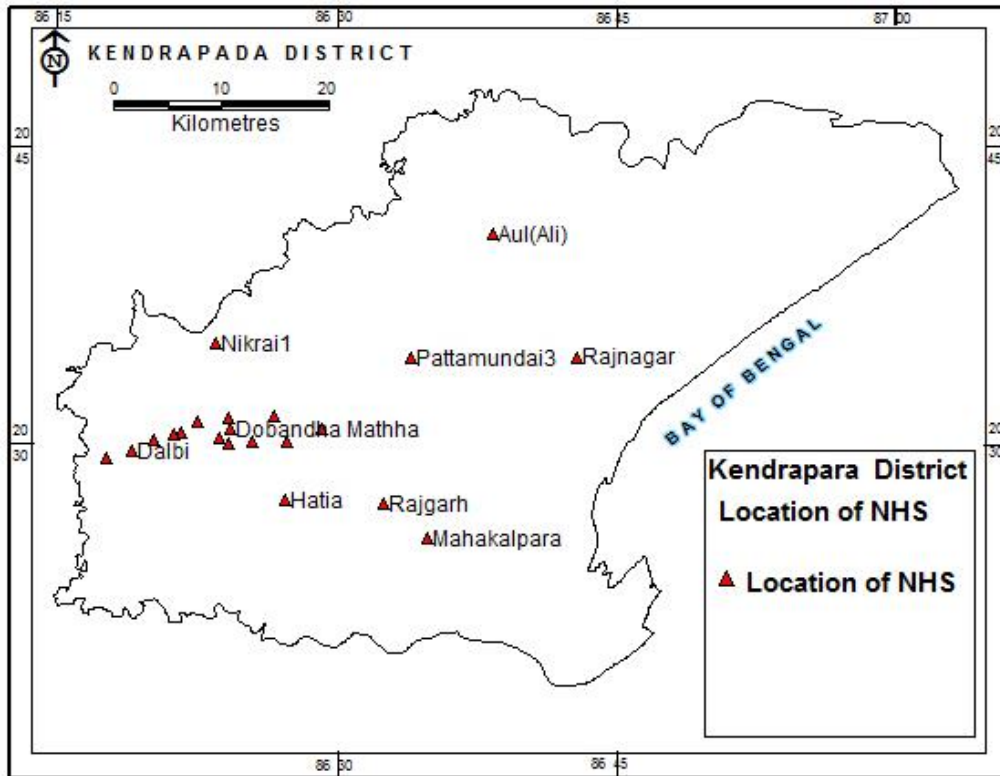 86 15
86 30
86 45
87 00
N
KENDRAPADA DISTRICT
0 10 20
Kilometres
20
45
20
45
Aul(Ali)
Nikrai1
Pattamundai3
Rajnagar
BAY OF BENGAL
20
30
20
30
Dobandha Mathha
Dalbi
Hatia
Rajgarh
Mahakalpara
Kendrapara District
Location of NHS
Location of NHS
86 30
86 45